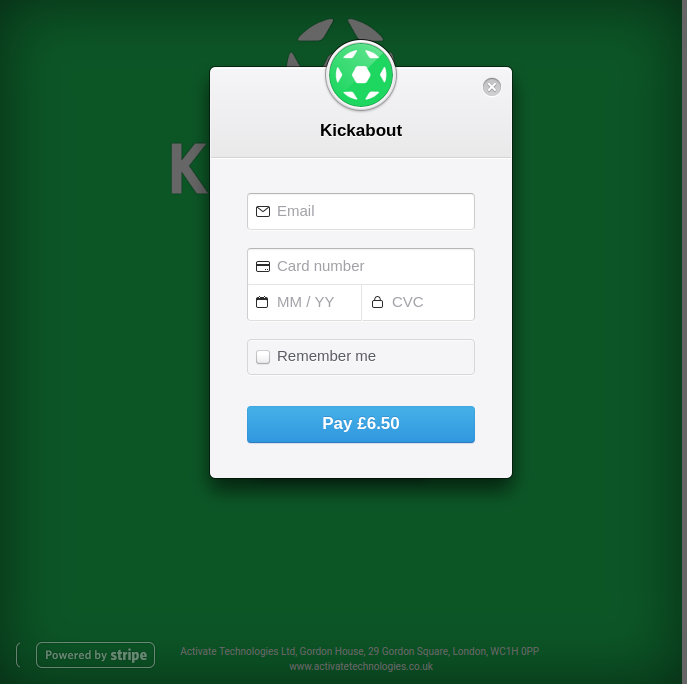 Kickabout
K
Email
Card number
MM / YY
CVC
Remember me
Pay £6.50
Powered by stripe
Activate Technologies Ltd, Gordon House, 29 Gordon Square, London, WC1H 0PP
www.activatetechnologies.co.uk